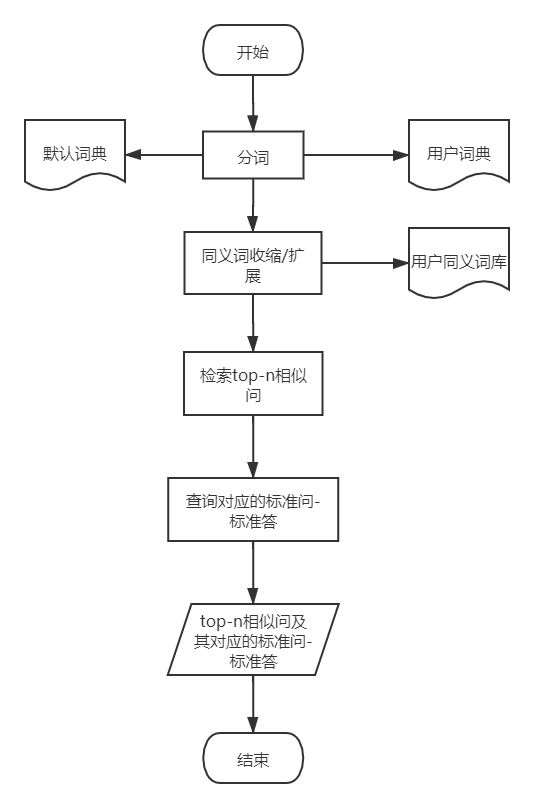 开始
默认词典
分词
用户词典
同义词收缩/扩
展
用户同义词库
检索top-n相似
问
查询对应的标准问-
标准答
top-n相似问及
其对应的标准问-
标准答
结束